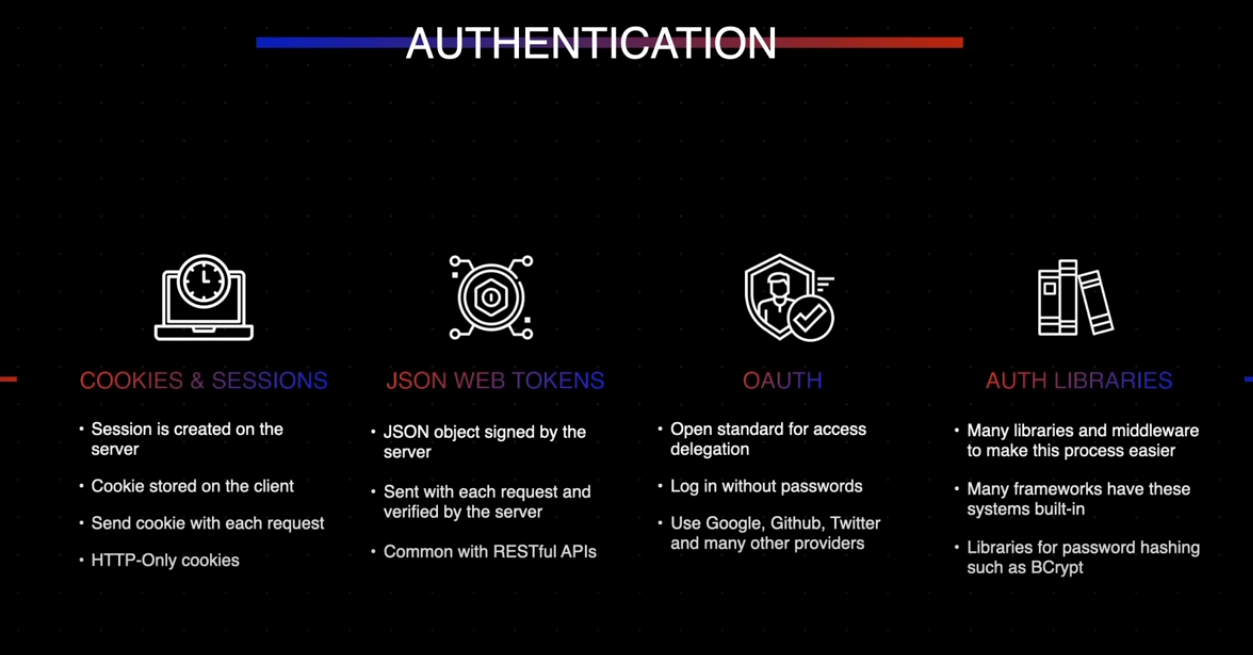 AUTHENTICATION
COOKIES & SESSIONS
• Session is created on the
server
• Cookie stored on the client
• Send cookie with each request
• HTTP-Only cookies
JSON WEB TOKENS
• JSON object signed by the
server
• Sent with each request and
verified by the server
• Common with RESTful APIs
OAUTH
• Open standard for access
delegation
• Log in without passwords
• Use Google, Github, Twitter
and many other providers
AUTH LIBRARIES
• Many libraries and middleware
to make this process easier
• Many frameworks have these
systems built-in
• Libraries for password hashing
such as BCrypt